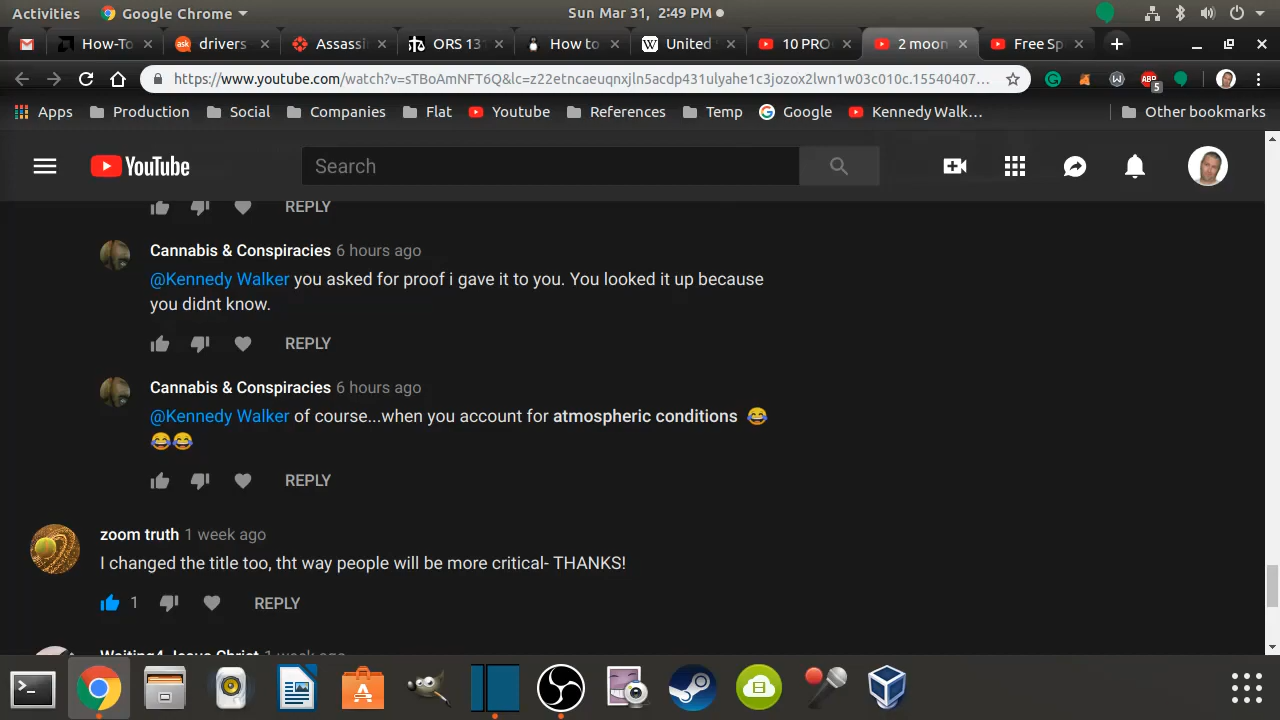 Activities
Google Chrome
Sun Mar 31, 2:49 PM
How-To
ask
drivers
Assassi
ORS 13
How to
W
United
10 PRO
2 moon
Free Sp
https://www.youtube.com/watch?v=sTBoAmNFT6Q&lc=z22etncaeuqnxjln5acdp431ulyahe1c3jozox2lwn1w03c010c.15540407...
ABP
5
Apps
Production
Social
Companies
Flat
Youtube
References
Temp
Google
Kennedy Walk...
Other bookmarks
YouTube
Search
REPLY
Cannabis & Conspiracies 6 hours ago
@Kennedy Walker you asked for proof i gave it to you. You looked it up because
you didnt know.
REPLY
Cannabis & Conspiracies 6 hours ago
@Kennedy Walker of course...when you account for atmospheric conditions 😂
😂😂
REPLY
zoom truth 1 week ago
I changed the title too, tht way people will be more critical- THANKS!
1
REPLY
Waiting4 Jesus Christ 1 week ago